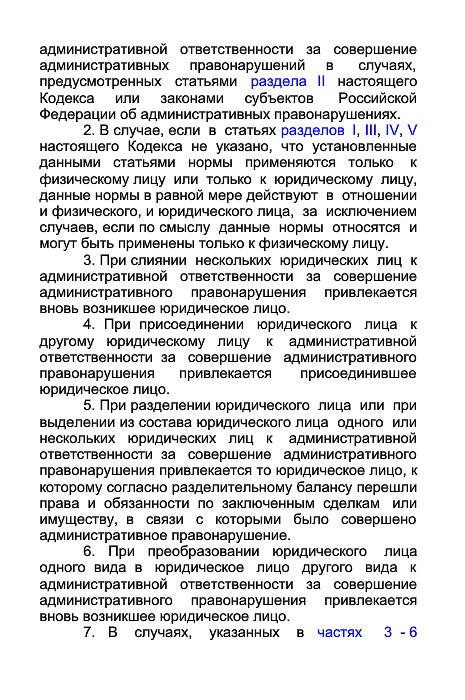 административной ответственности за совершение
административных правонарушений в случаях,
предусмотренных статьями раздела II настоящего
Кодекса или законами субъектов Российской
Федерации об административных правонарушениях.
2. В случае, если в статьях разделов I, III, IV, V
настоящего Кодекса не указано, что установленные
данными статьями нормы применяются только к
физическому лицу или только к юридическому лицу,
данные нормы в равной мере действуют в отношении
и физического, и юридического лица, за исключением
случаев, если по смыслу данные нормы относятся и
могут быть применены только к физическому лицу.
3. При слиянии нескольких юридических лиц к
административной ответственности за совершение
административного правонарушения привлекается
вновь возникшее юридическое лицо.
4. При присоединении юридического лица к
другому юридическому лицу к административной
ответственности за совершение административного
правонарушения привлекается присоединившее
юридическое лицо.
5. При разделении юридического лица или при
выделении из состава юридического лица одного или
нескольких юридических лиц к административной
ответственности за совершение административного
правонарушения привлекается то юридическое лицо, к
которому согласно разделительному балансу перешли
права и обязанности по заключенным сделкам или
имуществу, в связи с которыми было совершено
административное правонарушение.
6. При преобразовании юридического лица
одного вида в юридическое лицо другого вида к
административной ответственности за совершение
административного правонарушения привлекается
вновь возникшее юридическое лицо.
7. В случаях, указанных в частях 3 - 6